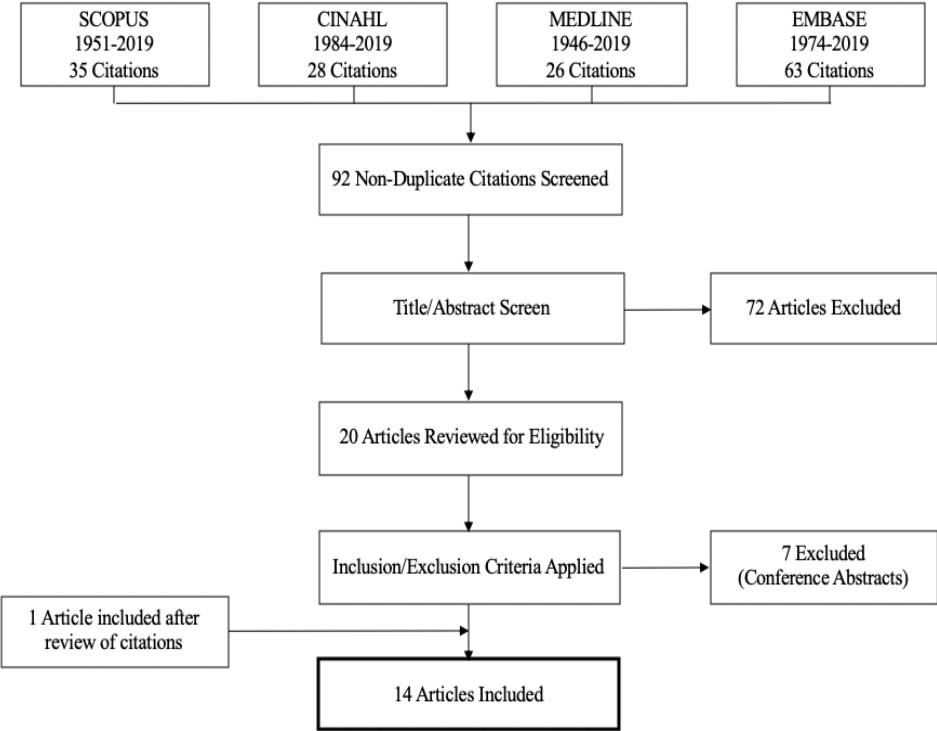 SCOPUS
1951-2019
35 Citations
CINAHL
1984-2019
28 Citations
MEDLINE
1946-2019
26 Citations
EMBASE
1974-2019
63 Citations
92 Non-Duplicate Citations Screened
Title/Abstract Screen
72 Articles Excluded
20 Articles Reviewed for Eligibility
Inclusion/Exclusion Criteria Applied
7 Excluded
(Conference Abstracts)
1 Article included after
review of citations
14 Articles Included